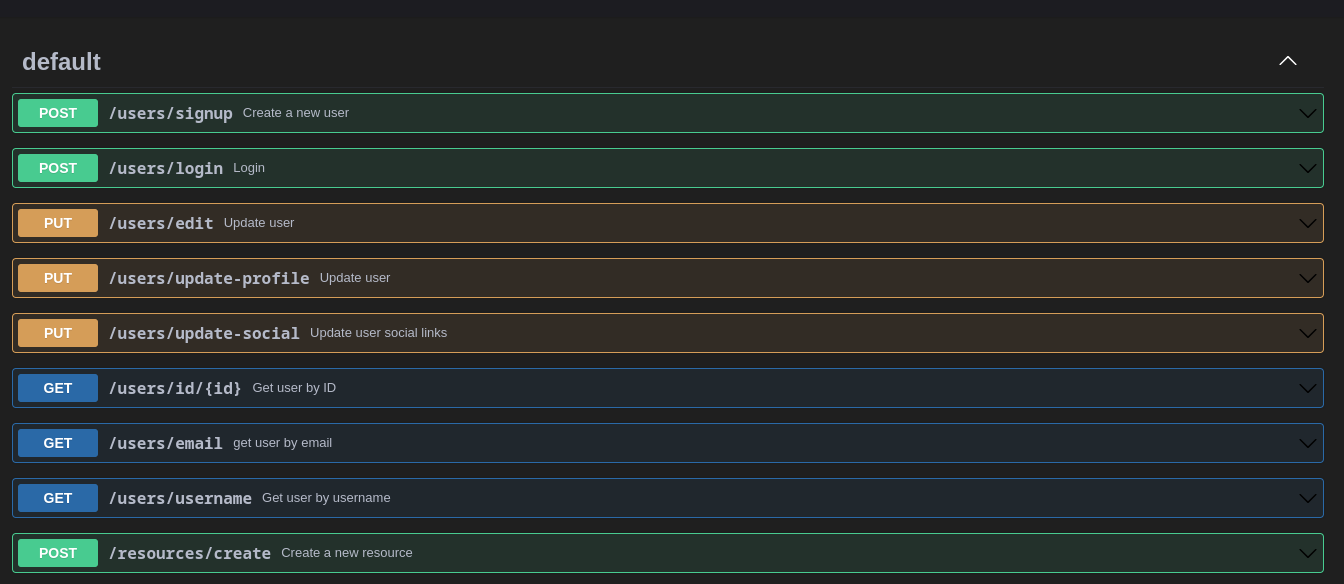 default
POST /users/signup Create a new user
POST /users/login Login
PUT /users/edit Update user
PUT /users/update-profile Update user
PUT /users/update-social Update user social links
GET /users/id/{id} Get user by ID
GET /users/email get user by email
GET /users/username Get user by username
POST /resources/create Create a new resource